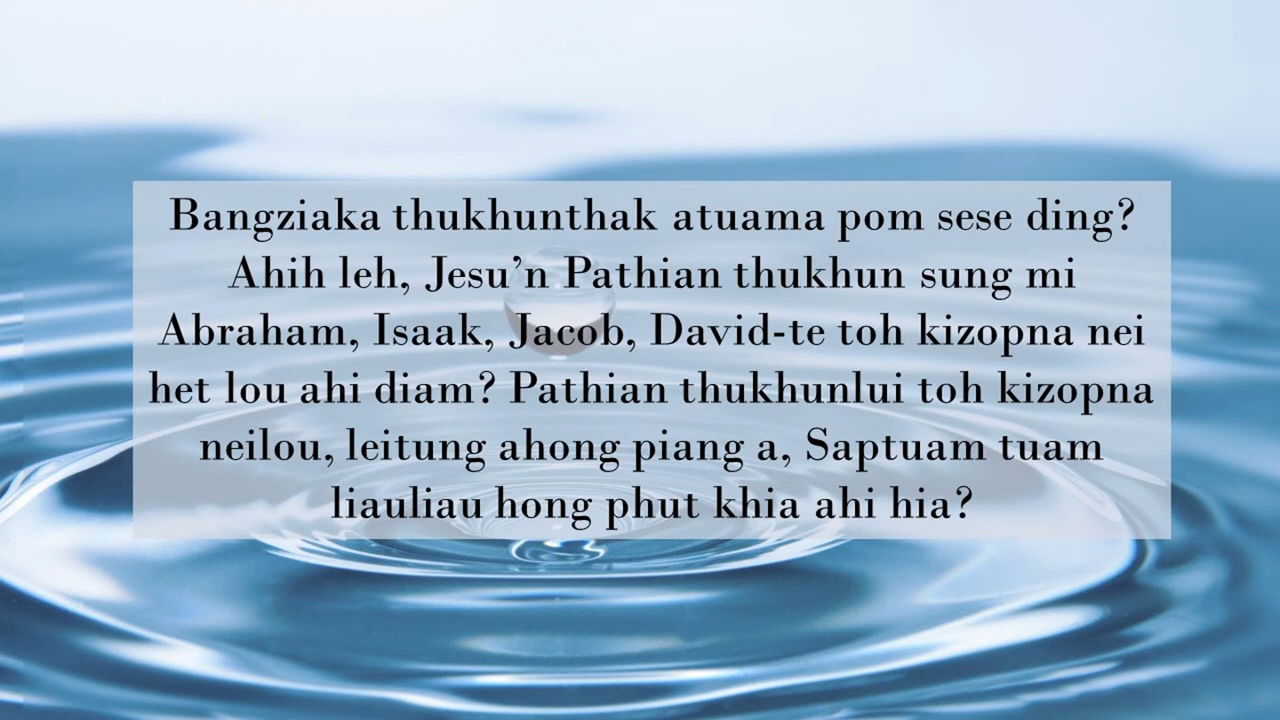 Bangziaka thukhunthak atuama pom sese ding?
Ahih leh, Jesu’n Pathian thukhun sung mi
Abraham, Isaak, Jacob, David-te toh kizopna nei
het lou ahi diam? Pathian thukhunlui toh kizopna
neilou, leitung ahong piang a, Saptuam tuam
liauliau hong phut khia ahi hia?